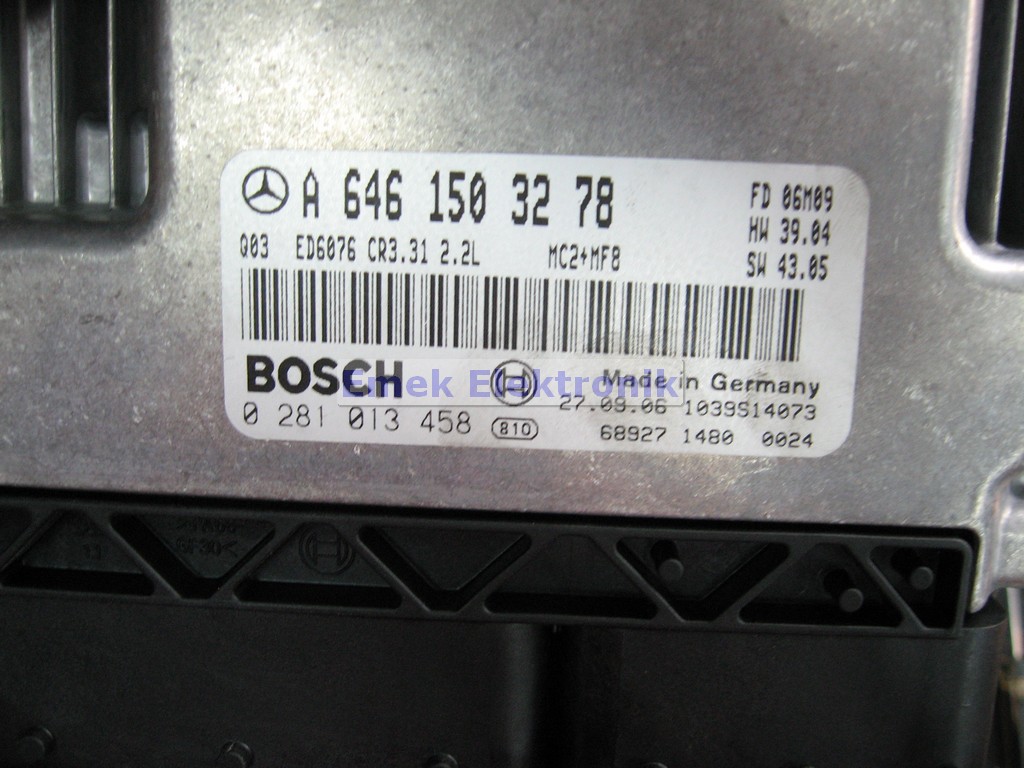 A 646 150 32 78
FD 06M09
HW 39.04
Q03 ED6076 CR3.31 2.2L MC2+MF8
SW 43.05
BOSCH
Emek Elektronik
Made in Germany
27.09.06 1039S14073
0 281 013 458 810
68927 1480 0024